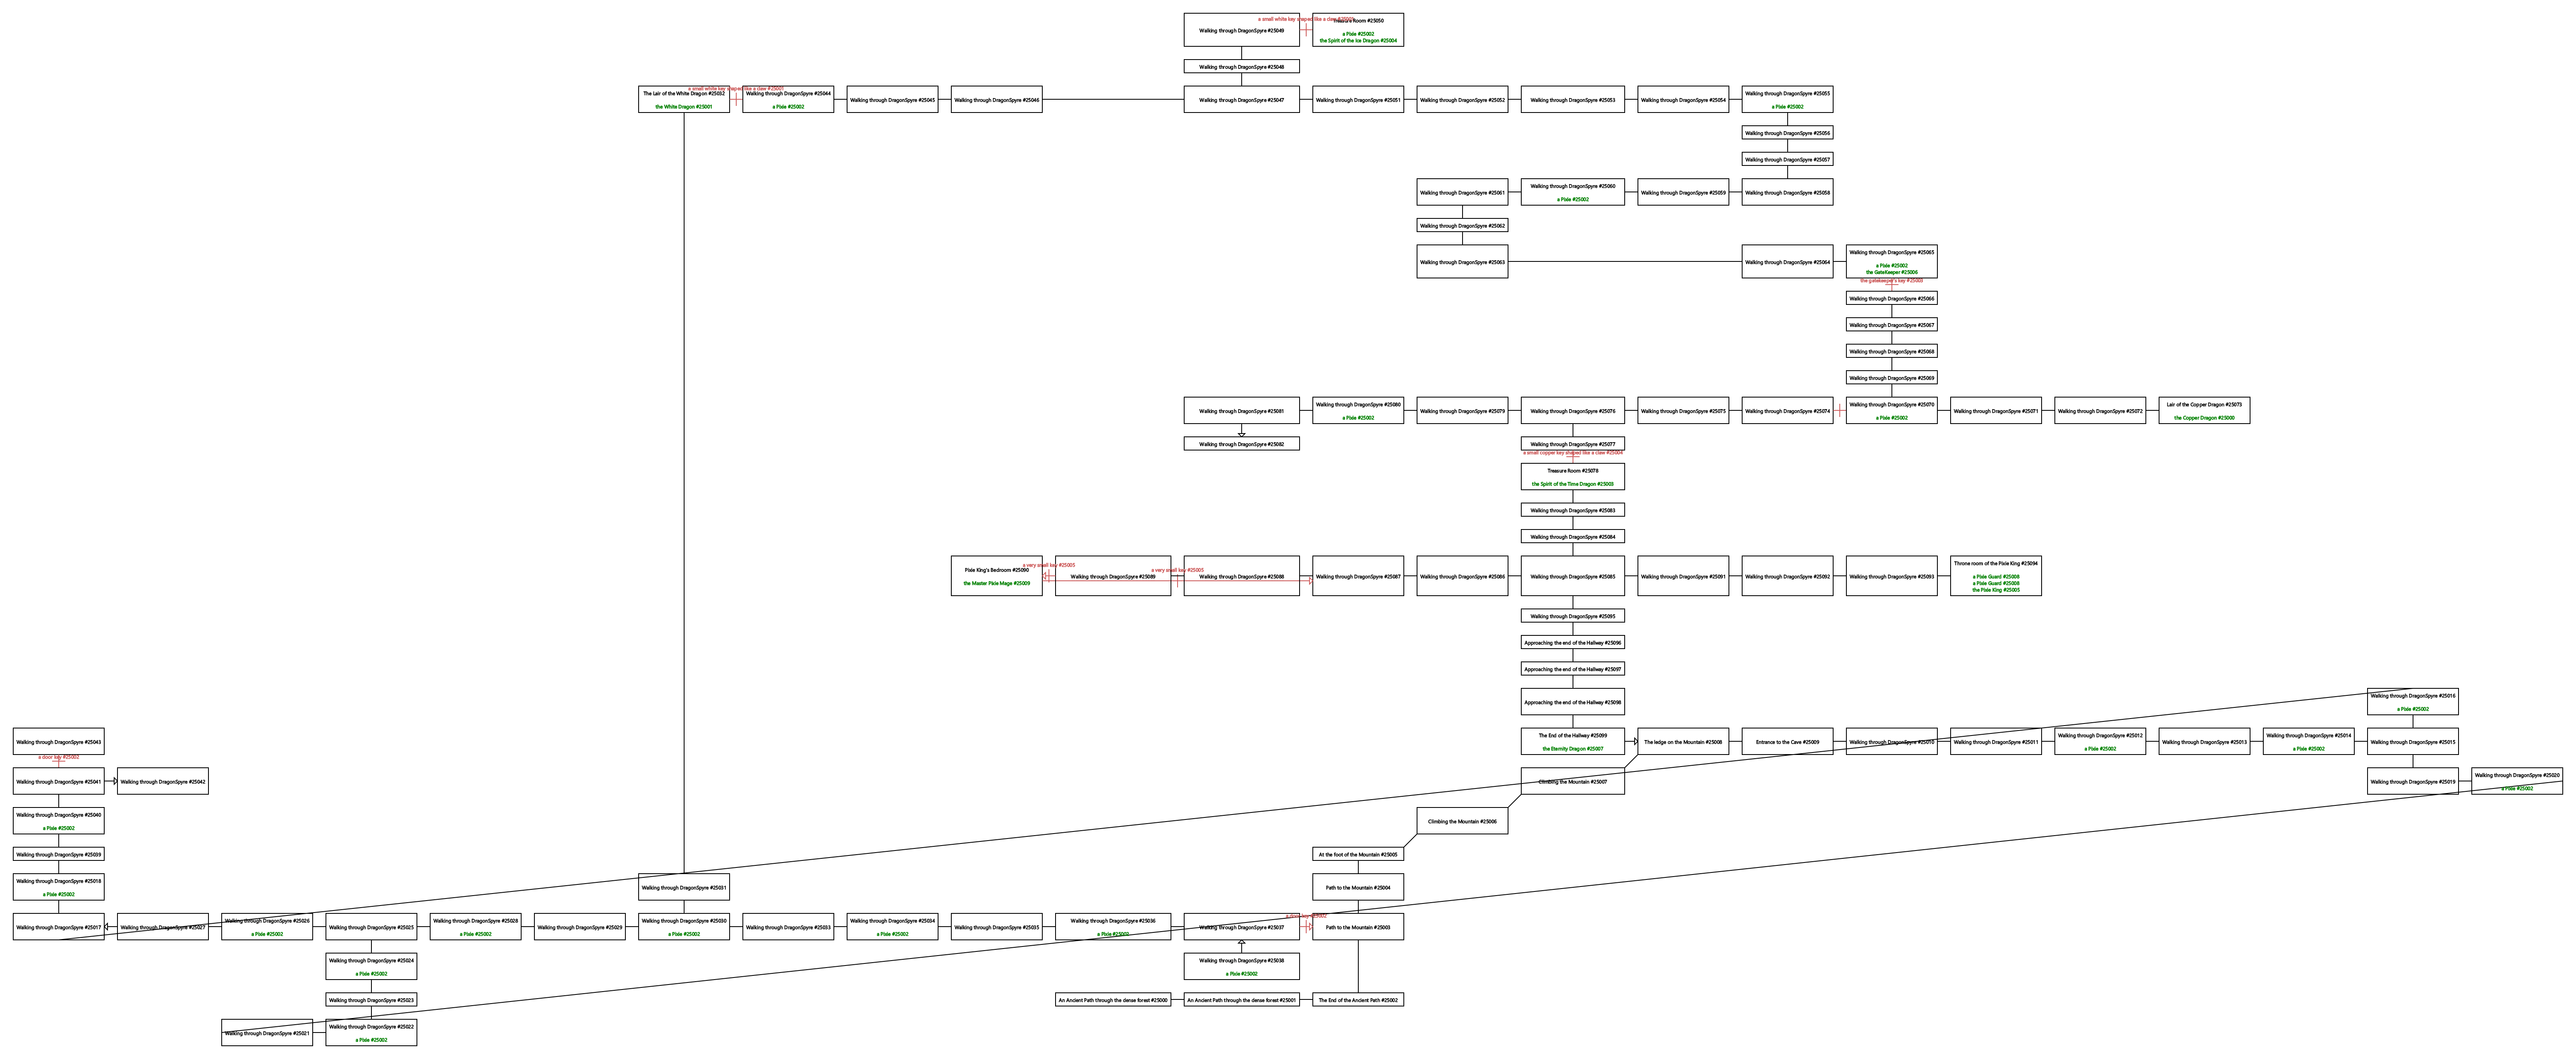 a small white key shaped like a claw #25001
Walking through DragonSpyre #25049
Treasure Room #25050
a Pixie #25002
the Spirit of the Ice Dragon #25004
Walking through DragonSpyre #25048
a small white key shaped like a claw #25001
The Lair of the White Dragon #25032
the White Dragon #25001
Walking through DragonSpyre #25044
a Pixie #25002
Walking through DragonSpyre #25045
Walking through DragonSpyre #25046
Walking through DragonSpyre #25047
Walking through DragonSpyre #25051
Walking through DragonSpyre #25052
Walking through DragonSpyre #25053
Walking through DragonSpyre #25054
Walking through DragonSpyre #25055
a Pixie #25002
Walking through DragonSpyre #25056
Walking through DragonSpyre #25057
Walking through DragonSpyre #25061
Walking through DragonSpyre #25060
a Pixie #25002
Walking through DragonSpyre #25059
Walking through DragonSpyre #25058
Walking through DragonSpyre #25062
Walking through DragonSpyre #25063
Walking through DragonSpyre #25064
Walking through DragonSpyre #25065
a Pixie #25002
the GateKeeper #25006
the gatekeeper's key #25003
Walking through DragonSpyre #25066
Walking through DragonSpyre #25067
Walking through DragonSpyre #25068
Walking through DragonSpyre #25069
Walking through DragonSpyre #25081
Walking through DragonSpyre #25080
a Pixie #25002
Walking through DragonSpyre #25079
Walking through DragonSpyre #25076
Walking through DragonSpyre #25075
Walking through DragonSpyre #25074
Walking through DragonSpyre #25070
a Pixie #25002
Walking through DragonSpyre #25071
Walking through DragonSpyre #25072
Lair of the Copper Dragon #25073
the Copper Dragon #25000
Walking through DragonSpyre #25082
Walking through DragonSpyre #25077
a small copper key shaped like a claw #25004
Treasure Room #25078
the Spirit of the Time Dragon #25003
Walking through DragonSpyre #25083
Walking through DragonSpyre #25084
Pixie King's Bedroom #25090
the Master Pixie Mage #25009
a very small key #25005
Walking through DragonSpyre #25089
a very small key #25005
Walking through DragonSpyre #25088
Walking through DragonSpyre #25087
Walking through DragonSpyre #25086
Walking through DragonSpyre #25085
Walking through DragonSpyre #25091
Walking through DragonSpyre #25092
Walking through DragonSpyre #25093
Throne room of the Pixie King #25094
a Pixie Guard #25008
a Pixie Guard #25008
the Pixie King #25005
Walking through DragonSpyre #25095
Approaching the end of the Hallway #25096
Approaching the end of the Hallway #25097
Approaching the end of the Hallway #25098
Walking through DragonSpyre #25016
a Pixie #25002
Walking through DragonSpyre #25043
The End of the Hallway #25099
the Eternity Dragon #25007
The ledge on the Mountain #25008
Entrance to the Cave #25009
Walking through DragonSpyre #25010
Walking through DragonSpyre #25011
Walking through DragonSpyre #25012
a Pixie #25002
Walking through DragonSpyre #25013
Walking through DragonSpyre #25014
a Pixie #25002
Walking through DragonSpyre #25015
a door key #25002
Walking through DragonSpyre #25041
Walking through DragonSpyre #25042
Climbing the Mountain #25007
Walking through DragonSpyre #25019
Walking through DragonSpyre #25020
a Pixie #25002
Walking through DragonSpyre #25040
a Pixie #25002
Climbing the Mountain #25006
Walking through DragonSpyre #25039
At the foot of the Mountain #25005
Walking through DragonSpyre #25018
a Pixie #25002
Walking through DragonSpyre #25031
Path to the Mountain #25004
Walking through DragonSpyre #25017
Walking through DragonSpyre #25027
Walking through DragonSpyre #25026
a Pixie #25002
Walking through DragonSpyre #25025
Walking through DragonSpyre #25028
a Pixie #25002
Walking through DragonSpyre #25029
Walking through DragonSpyre #25030
a Pixie #25002
Walking through DragonSpyre #25033
Walking through DragonSpyre #25034
a Pixie #25002
Walking through DragonSpyre #25035
Walking through DragonSpyre #25036
a Pixie #25002
Walking through DragonSpyre #25037
a door key #25002
Path to the Mountain #25003
Walking through DragonSpyre #25024
a Pixie #25002
Walking through DragonSpyre #25038
a Pixie #25002
Walking through DragonSpyre #25023
An Ancient Path through the dense forest #25000
An Ancient Path through the dense forest #25001
The End of the Ancient Path #25002
Walking through DragonSpyre #25021
Walking through DragonSpyre #25022
a Pixie #25002